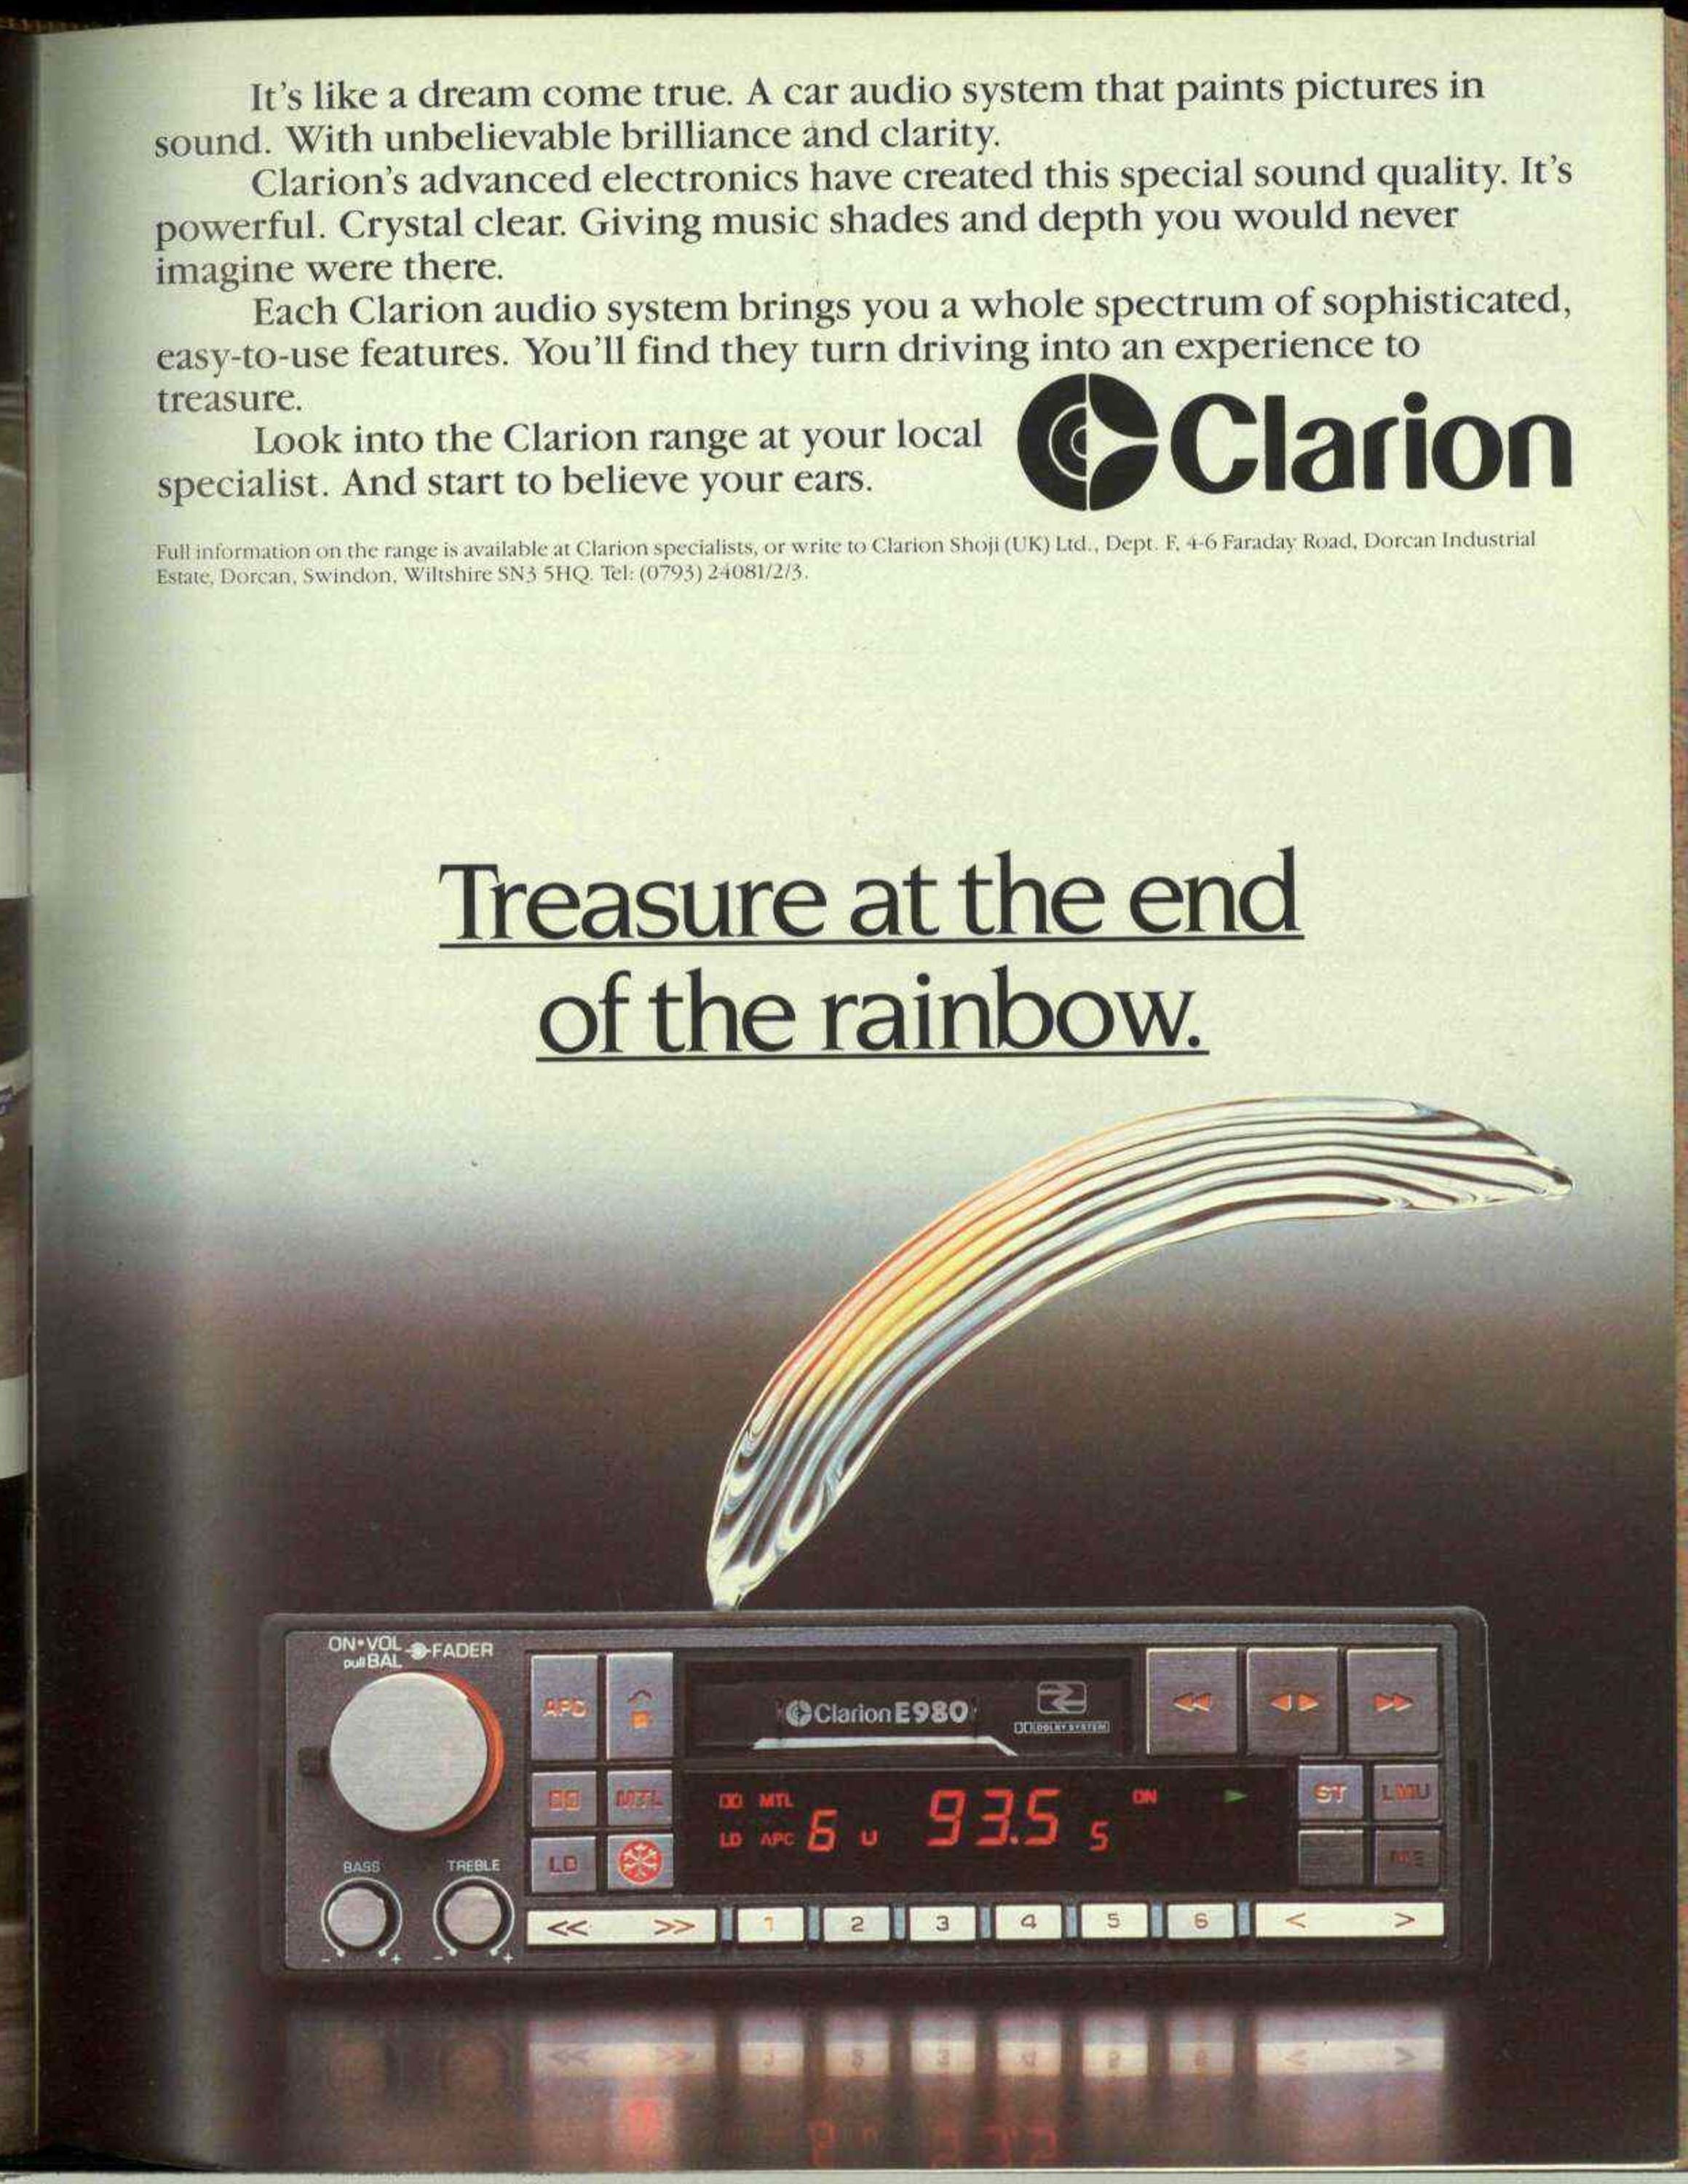 It's like a dream come true. A car audio system that paints pictures in
sound. With unbelievable brilliance and clarity.
Clarion's advanced electronics have created this special sound quality. It's
powerful. Crystal clear. Giving music shades and depth you would never
imagine were there.
Each Clarion audio system brings you a whole spectrum of sophisticated,
easy-to-use features. You'll find they turn driving into an experience to
treasure.
Look into the Clarion range at your local
specialist. And start to believe your ears.
Clarion
Full information on the range is available at Clarion specialists, or write to Clarion Shoji (UK) Ltd., Dept. F, 4-6 Faraday Road, Dorcan Industrial
Estate, Dorcan, Swindon, Wiltshire SN3 5HQ. Tel: (0793) 24081/2/3.
Treasure at the end
of the rainbow.
ON•VOL FADER
pull BAL
APC
Clarion E980
DOLBY SYSTEM
MTL
MTL
93.5
ON
ST
LMU
LD APC 6 U
5
BASS
TREBLE
LD
<< >> 1 2 3 4 5 6 < >
- + - +